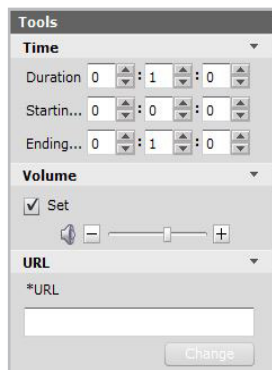 Tools
Time
Duration 0 : 1 : 0
Startin... 0 : 0 : 0
Ending... 0 : 1 : 0
Volume
Set
URL
*URL
Change